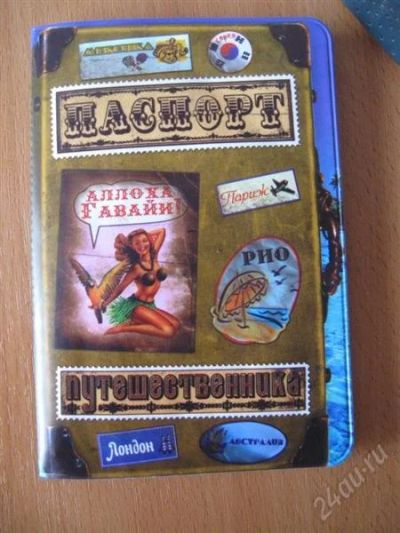 ПАСПОРТ
АЛЛОХА
ГАВАЙИ!
Париж
РИО
ПУТЕШЕСТВЕННИКА
Лондон
АВСТРАЛИЯ
24au.ru